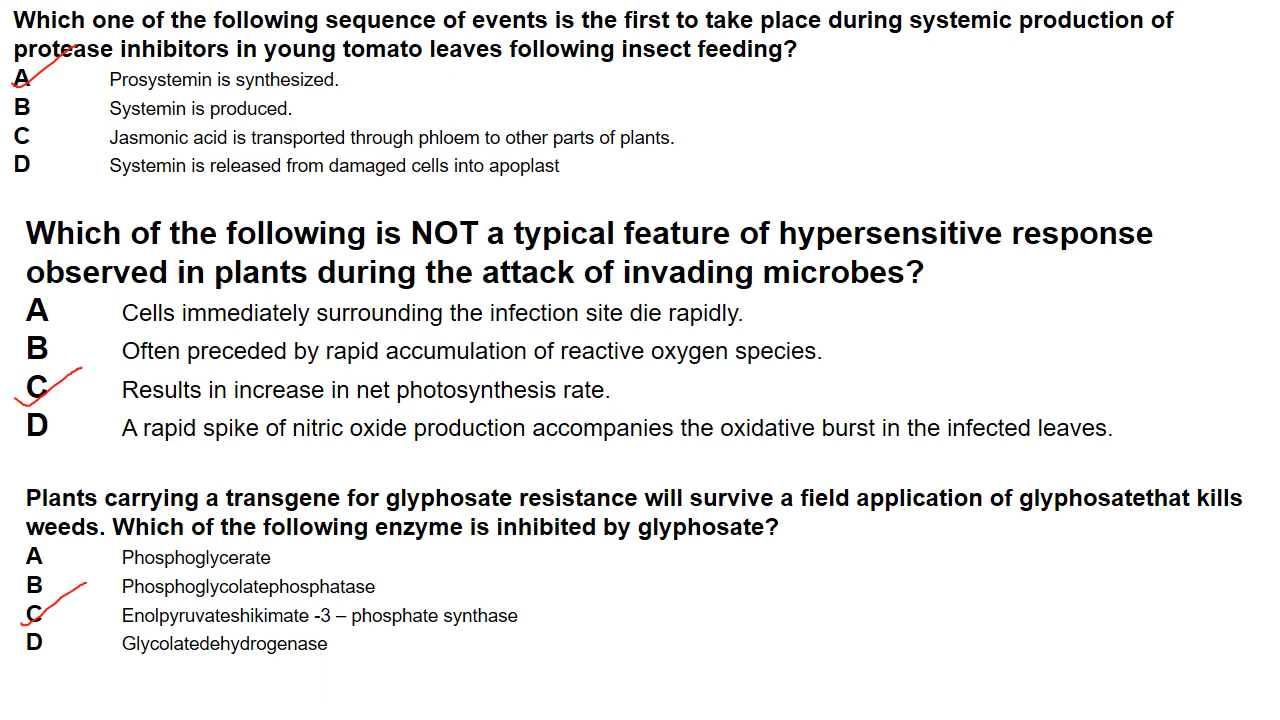 Which one of the following sequence of events is the first to take place during systemic production of
protease inhibitors in young tomato leaves following insect feeding?
A Prosystemin is synthesized.
B Systemin is produced.
C Jasmonic acid is transported through phloem to other parts of plants.
D Systemin is released from damaged cells into apoplast
Which of the following is NOT a typical feature of hypersensitive response
observed in plants during the attack of invading microbes?
A Cells immediately surrounding the infection site die rapidly.
B Often preceded by rapid accumulation of reactive oxygen species.
C Results in increase in net photosynthesis rate.
D A rapid spike of nitric oxide production accompanies the oxidative burst in the infected leaves.
Plants carrying a transgene for glyphosate resistance will survive a field application of glyphosatethat kills
weeds. Which of the following enzyme is inhibited by glyphosate?
A Phosphoglycerate
B Phosphoglycolatephosphatase
C Enolpyruvateshikimate -3 – phosphate synthase
D Glycolatedehydrogenase